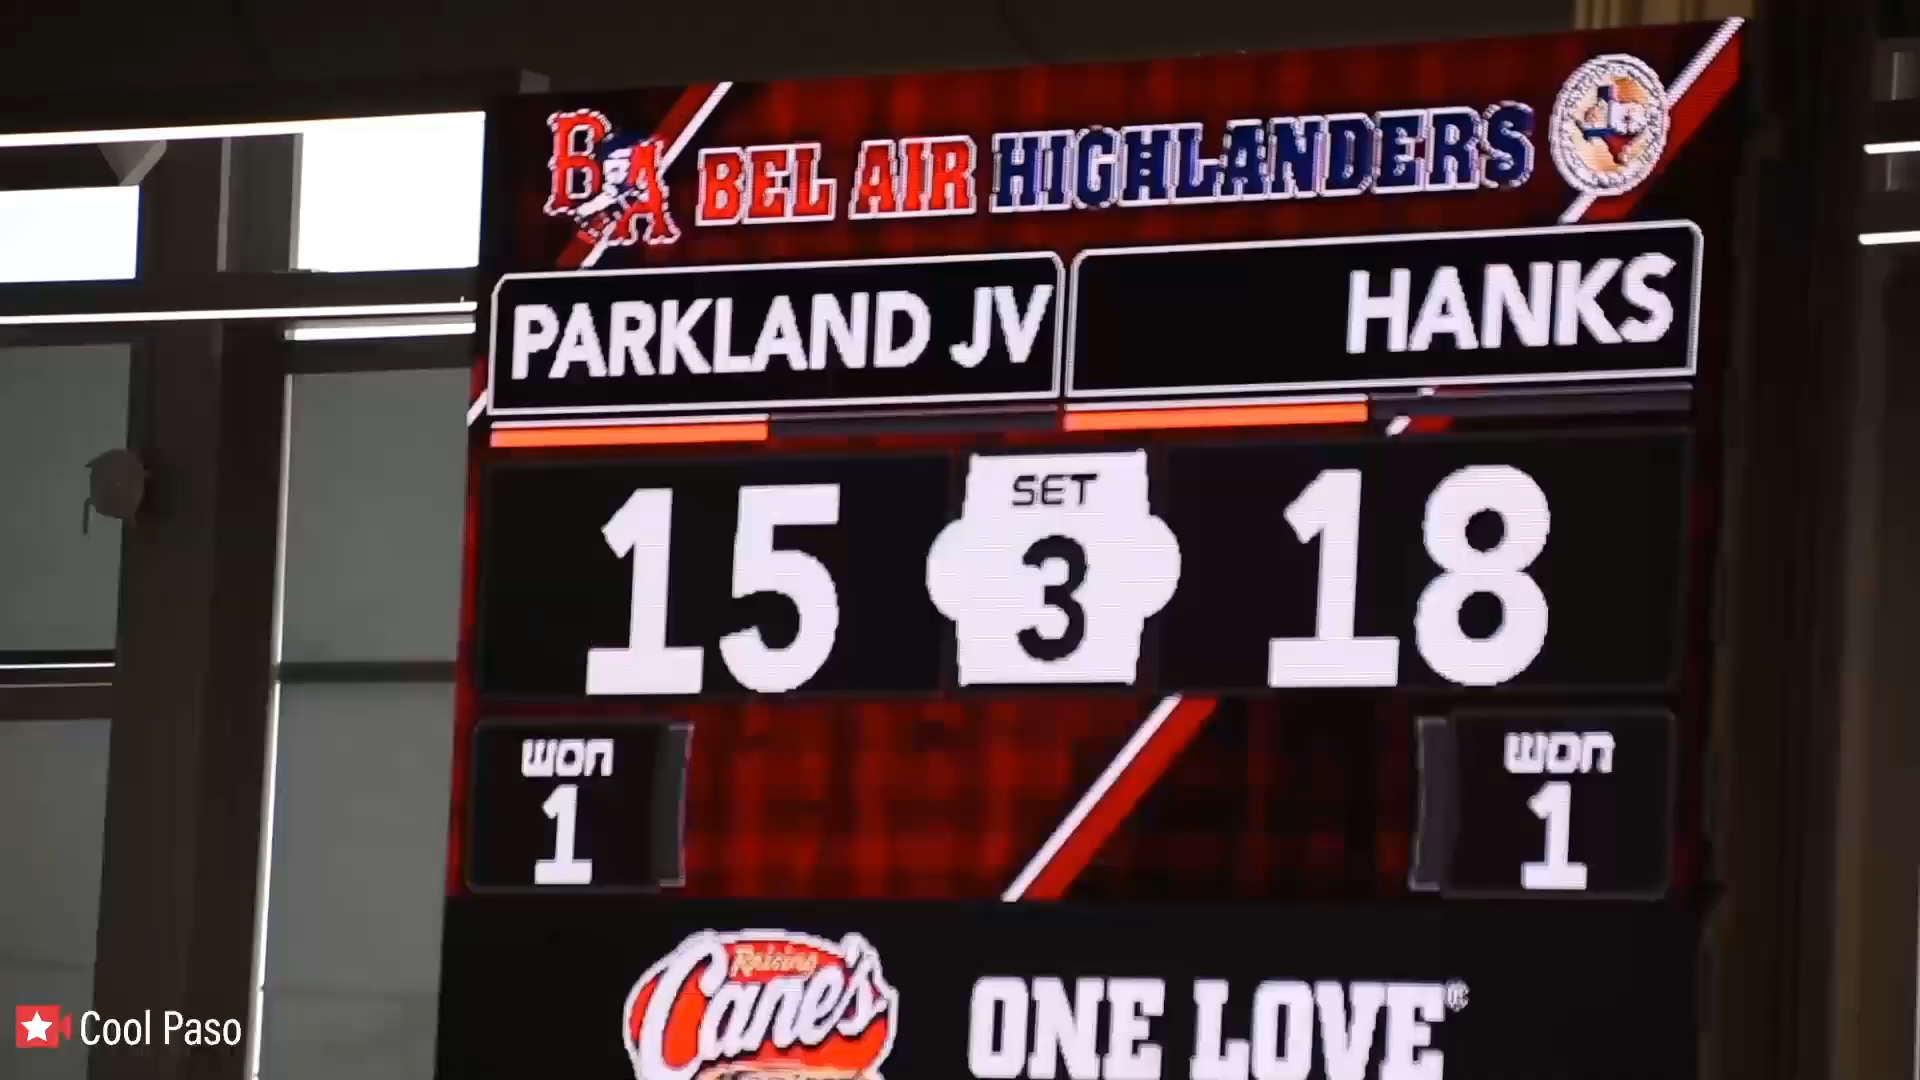 BA BEL AIR HIGHLANDERS
PARKLAND JV
HANKS
SET
15 3 18
WON
1
WON
1
Raising
Cane's
ONE LOVE
Cool Paso